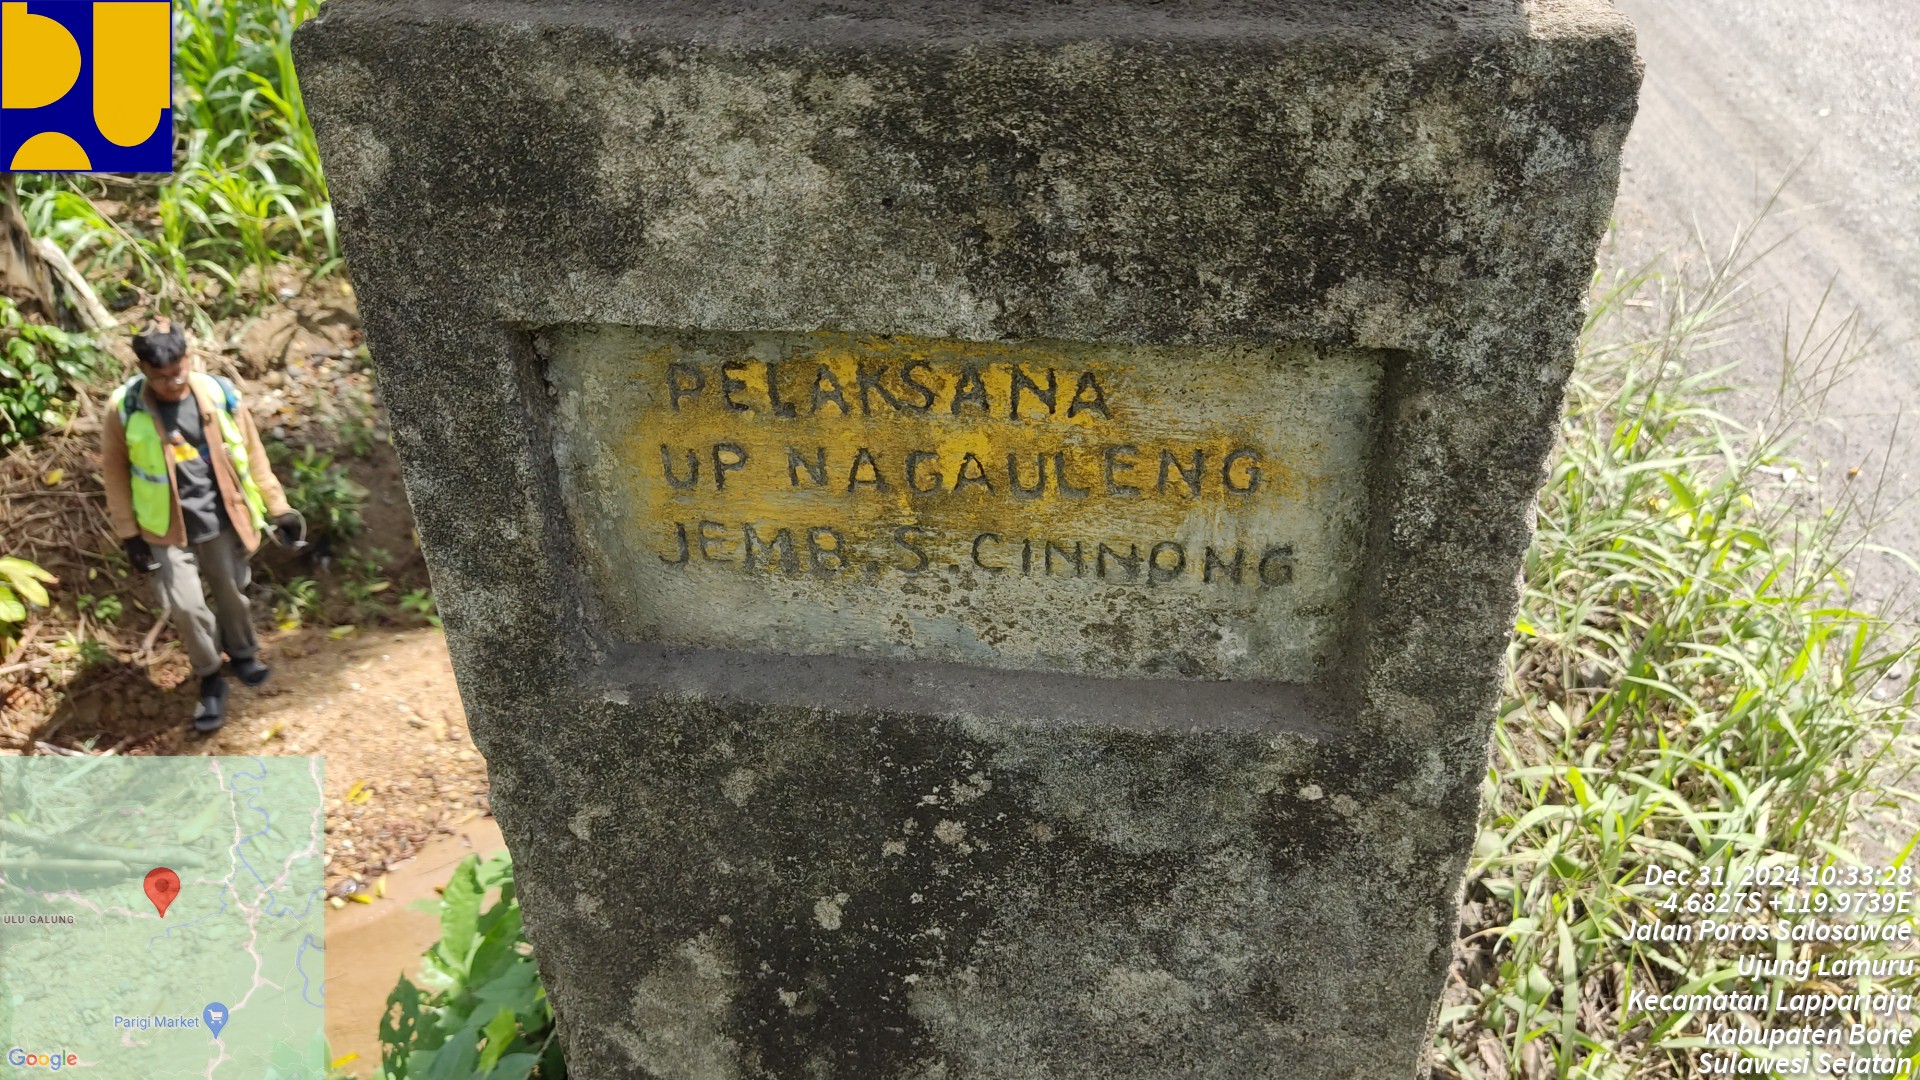 PELAKSANA
UP NAGAULENG
JEMB. S. CINNONG
ULU GALUNG
Parigi Market
Google
Dec 31, 2024 10:33:28
-4.6827S +119.9739E
Jalan Poros Salosawae
Ujung Lamuru
Kecamatan Lappariaja
Kabupaten Bone
Sulawesi Selatan